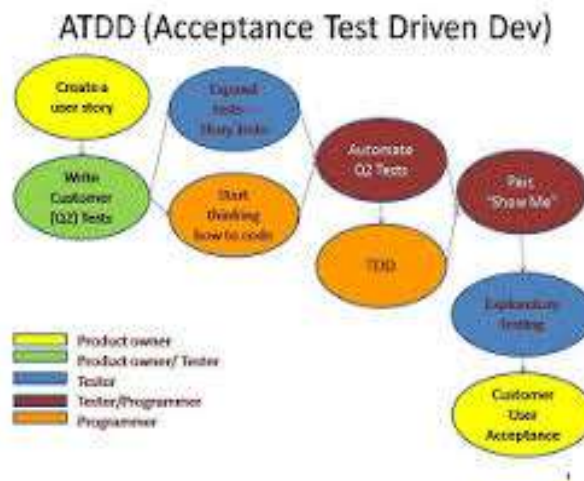 ATDD (Acceptance Test Driven Dev)
Create a
user story
Expand
tests -
Story tests
Write
Customer
(Q2) Tests
Start
thinking
how to code
Automate
Q2 Tests
TDD
Pair,
"Show Me"
Exploratory
Testing
Customer
User
Acceptance
Product owner
Product owner/ Tester
Tester
Tester/Programmer
Programmer